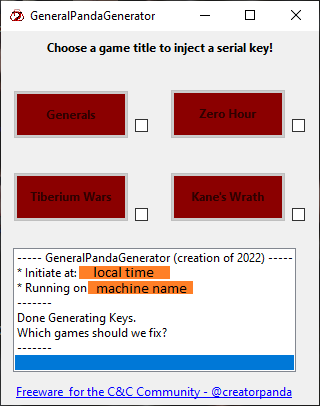 GeneralPandaGenerator
Choose a game title to inject a serial key!
Generals
Zero Hour
Tiberium Wars
Kane's Wrath
----- GeneralPandaGenerator (creation of 2022) -----
* Initiate at: local time
* Running on machine name
-------
Done Generating Keys.
Which games should we fix?
-------
Freeware for the C&C Community - @creatorpanda